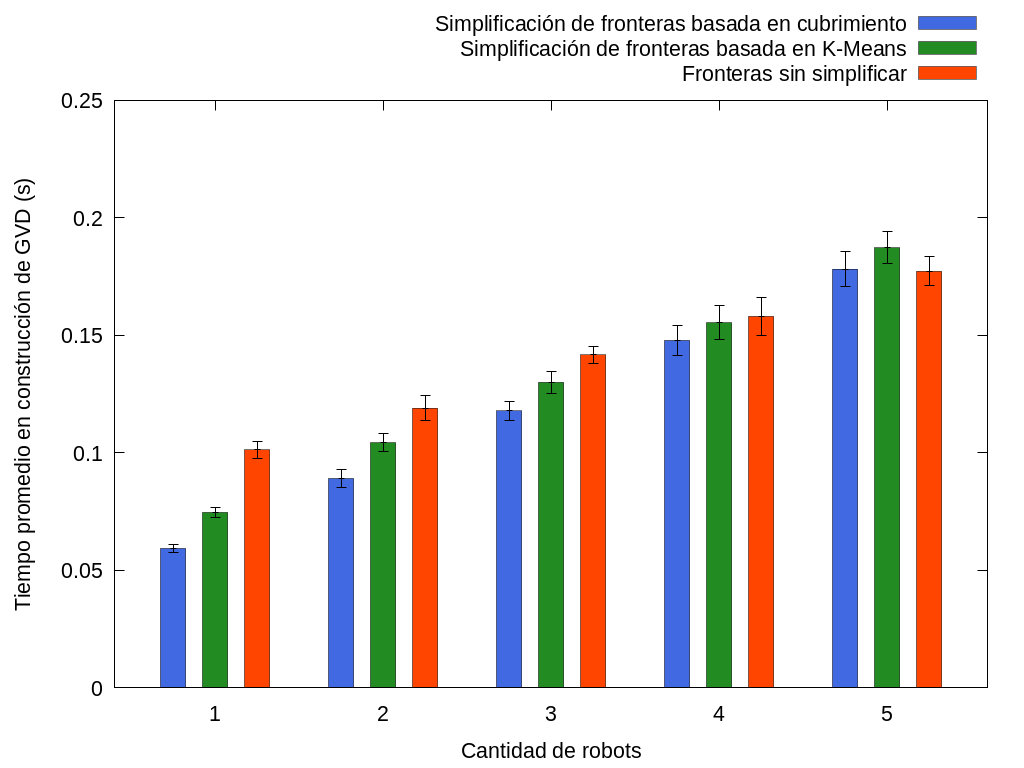 Simplificación de fronteras basada en cubrimiento
Simplificación de fronteras basada en K-Means
Fronteras sin simplificar
0.25
0.2
0.15
0.1
0.05
0
Tiempo promedio en construcción de GVD (s)
1 2 3 4 5
Cantidad de robots